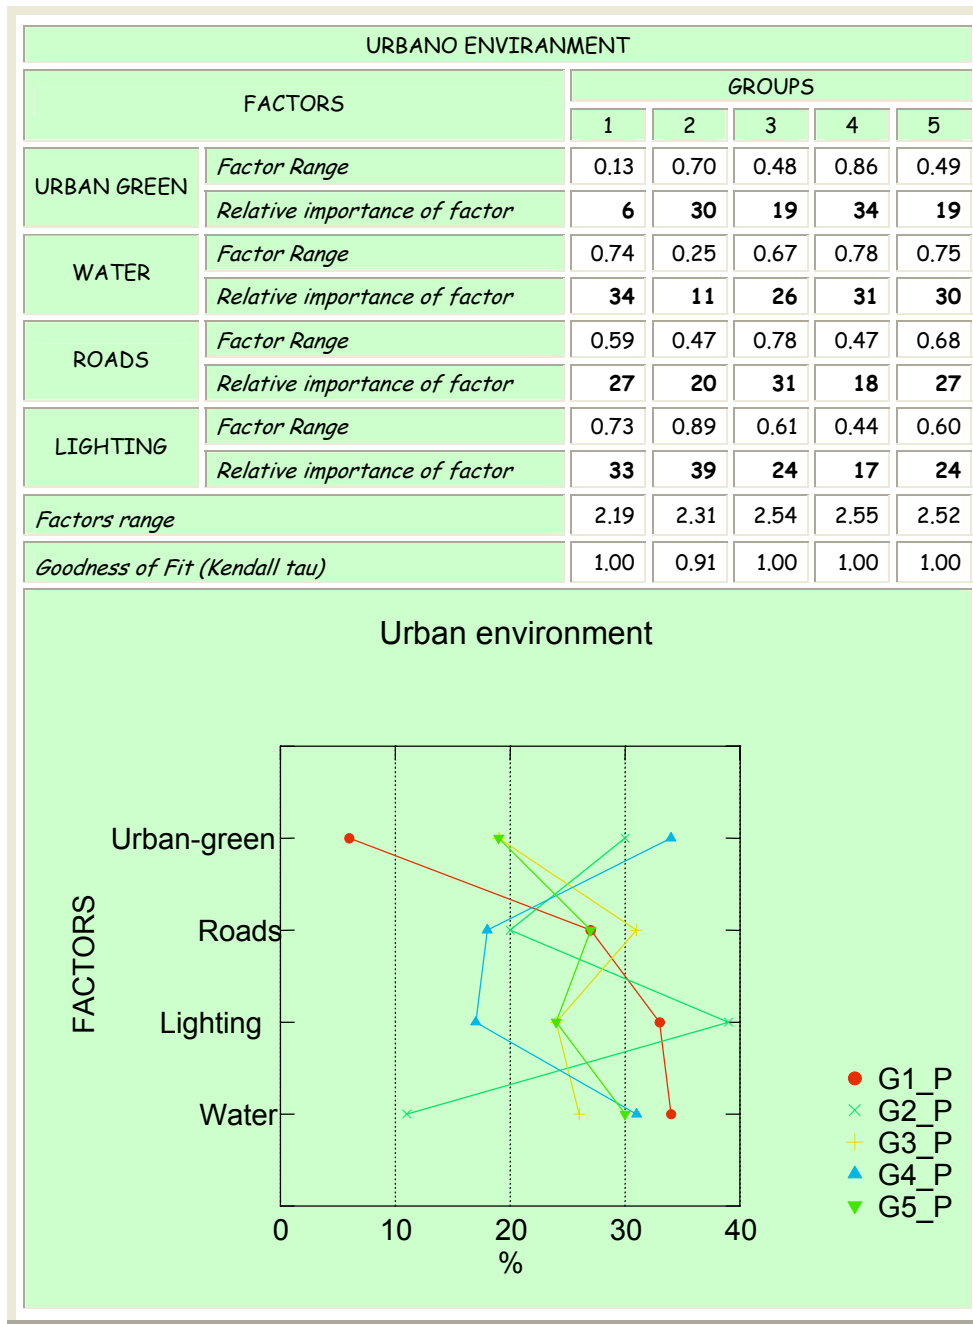 URBANO ENVIRANMENT
FACTORS
GROUPS
1 2 3 4 5
URBAN GREEN
Factor Range 0.13 0.70 0.48 0.86 0.49
Relative importance of factor 6 30 19 34 19
WATER
Factor Range 0.74 0.25 0.67 0.78 0.75
Relative importance of factor 34 11 26 31 30
ROADS
Factor Range 0.59 0.47 0.78 0.47 0.68
Relative importance of factor 27 20 31 18 27
LIGHTING
Factor Range 0.73 0.89 0.61 0.44 0.60
Relative importance of factor 33 39 24 17 24
Factors range 2.19 2.31 2.54 2.55 2.52
Goodness of Fit (Kendall tau) 1.00 0.91 1.00 1.00 1.00
Urban environment
FACTORS
Urban-green
Roads
Lighting
Water
0 10 20 30 40
%
G1_P
G2_P
G3_P
G4_P
G5_P